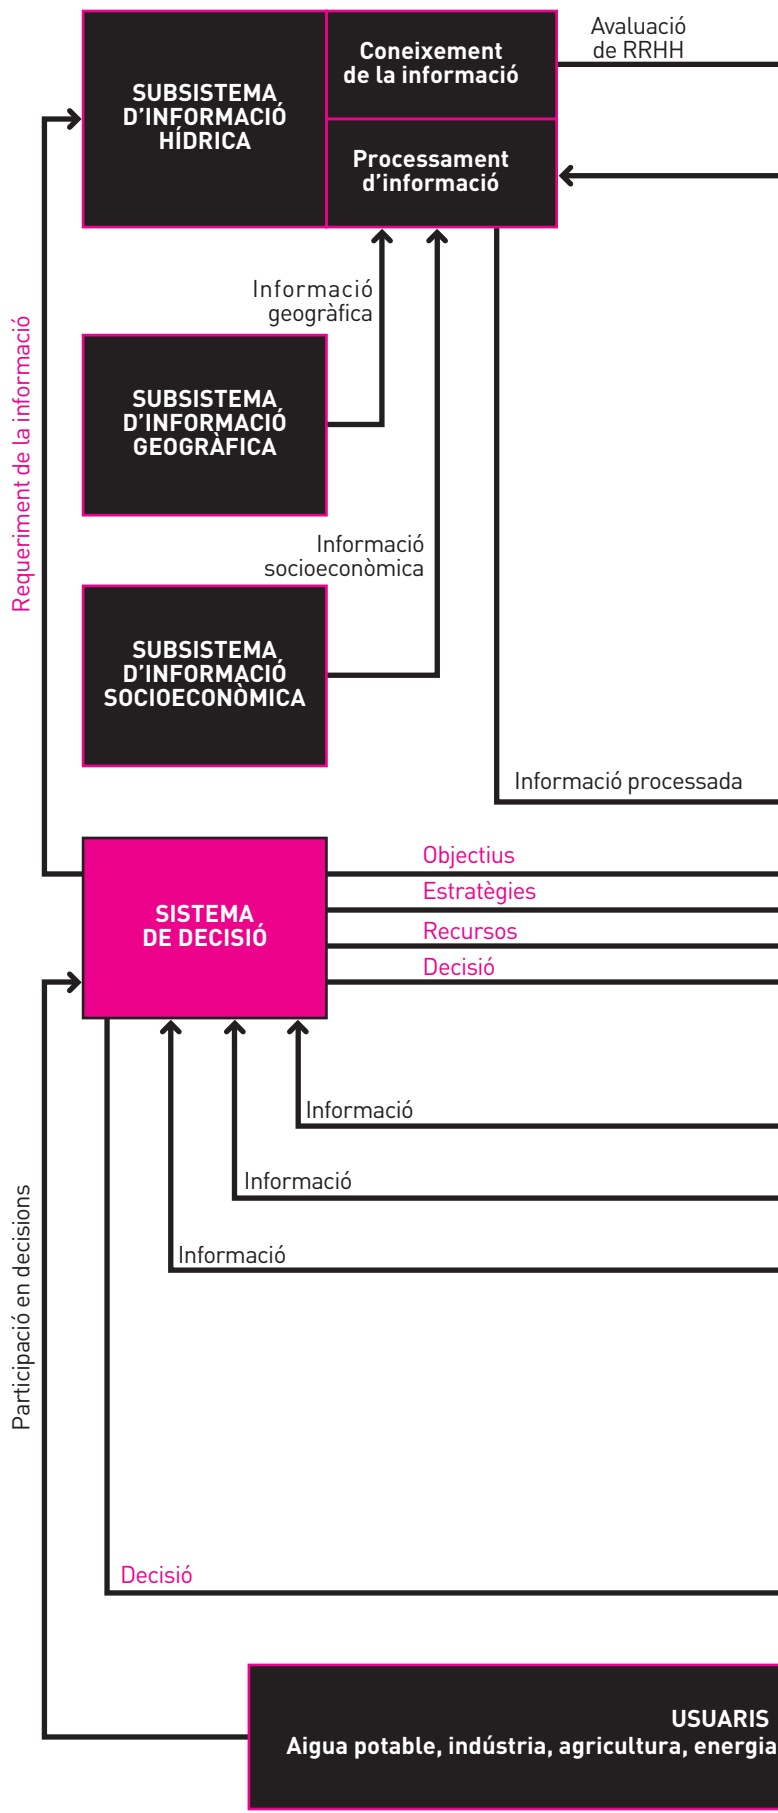 Avaluació
de RRHH
Coneixement
de la informació
SUBSISTEMA
D'INFORMACIÓ
HÍDRICA
Processament
d'informació
Informació
geogràfica
Requeriment de la informació
SUBSISTEMA
D'INFORMACIÓ
GEOGRÀFICA
Informació
socioeconòmica
SUBSISTEMA
D'INFORMACIÓ
SOCIOECONÒMICA
Informació processada
Objectius
Estratègies
Recursos
Decisió
SISTEMA
DE DECISIÓ
Informació
Informació
Informació
Participació en decisions
Decisió
USUARIS
Aigua potable, indústria, agricultura, energia